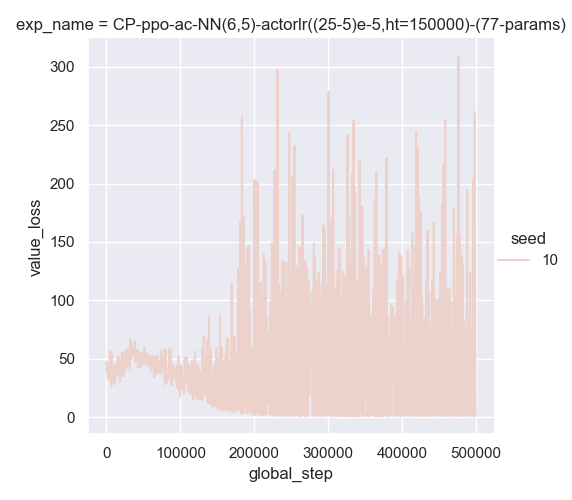 exp_name = CP-ppo-ac-NN(6,5)-actorlr((25-5)e-5,ht=150000)-(77-params)
300
250
200
150
100
50
0
value_loss
seed
10
0 100000 200000 300000 400000 500000
global_step